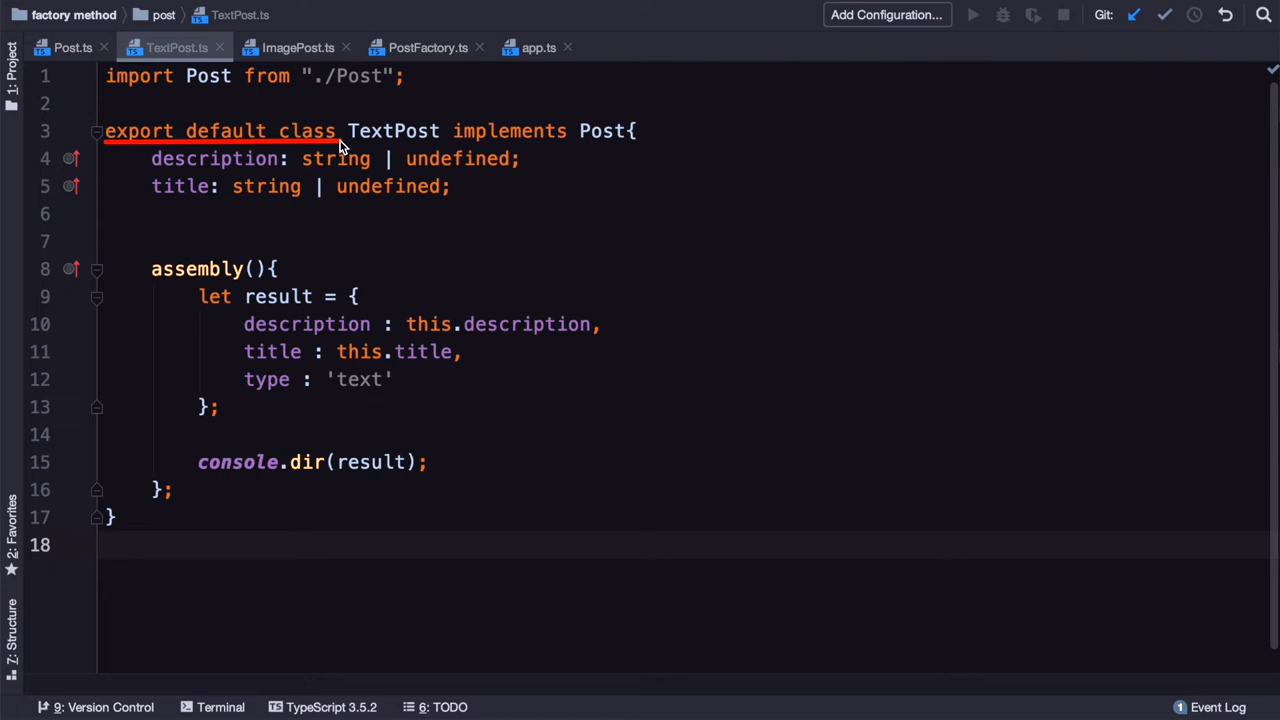 factory method
post
TextPost.ts
Add Configuration...
Git:
Post.ts
TextPost.ts
ImagePost.ts
PostFactory.ts
app.ts
1: Project
1 import Post from "./Post";
2
3 export default class TextPost implements Post{
4 description: string | undefined;
5 title: string | undefined;
6
7
8 assembly(){
9 let result = {
10 description : this.description,
11 title : this.title,
12 type : 'text'
13 };
14
15 console.dir(result);
16 };
17 }
18
2: Favorites
7: Structure
9: Version Control
Terminal
TypeScript 3.5.2
6: TODO
1 Event Log